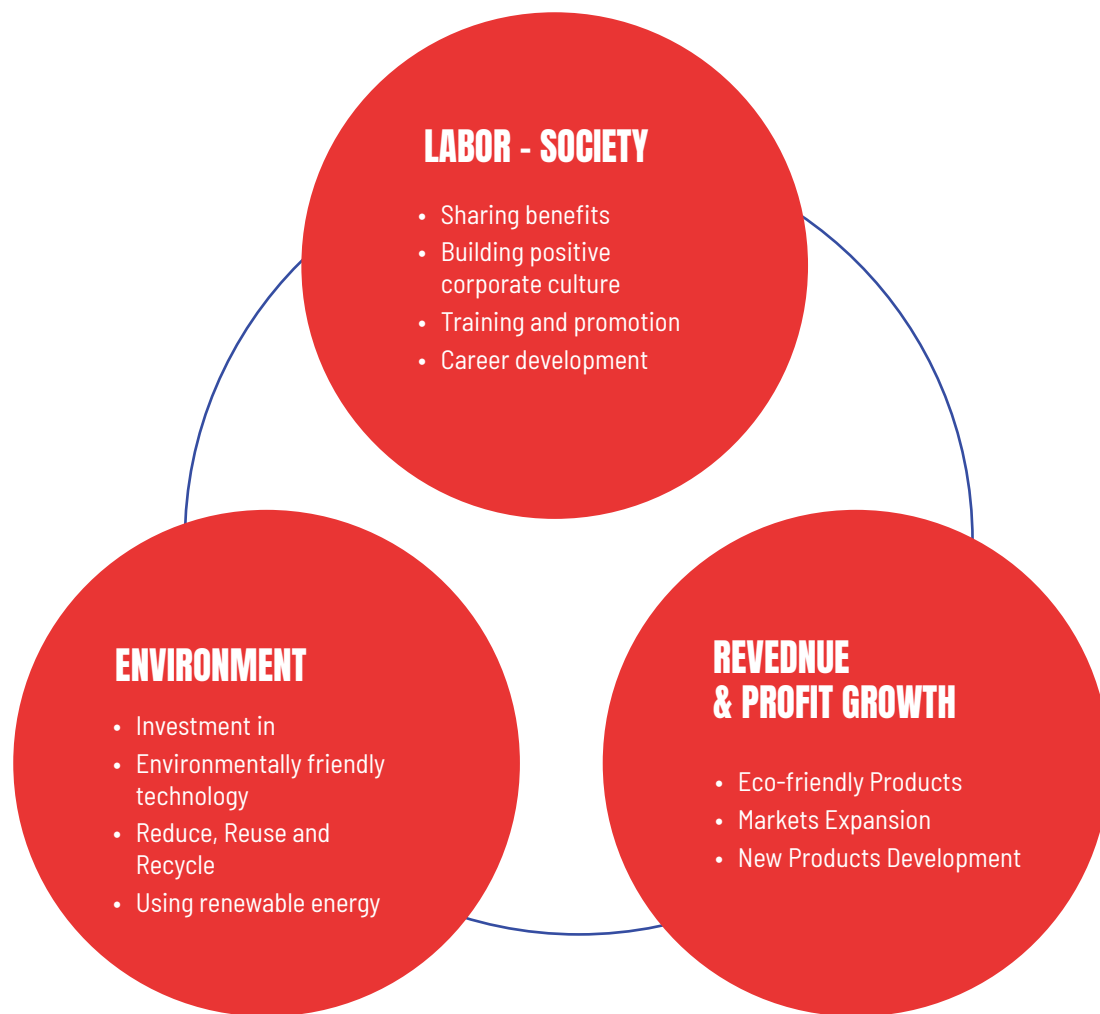 LABOR - SOCIETY
• Sharing benefits
• Building positive
corporate culture
• Training and promotion
• Career development
ENVIRONMENT
• Investment in
• Environmentally friendly
technology
• Reduce, Reuse and
Recycle
• Using renewable energy
REVEDNUE
& PROFIT GROWTH
• Eco-friendly Products
• Markets Expansion
• New Products Development